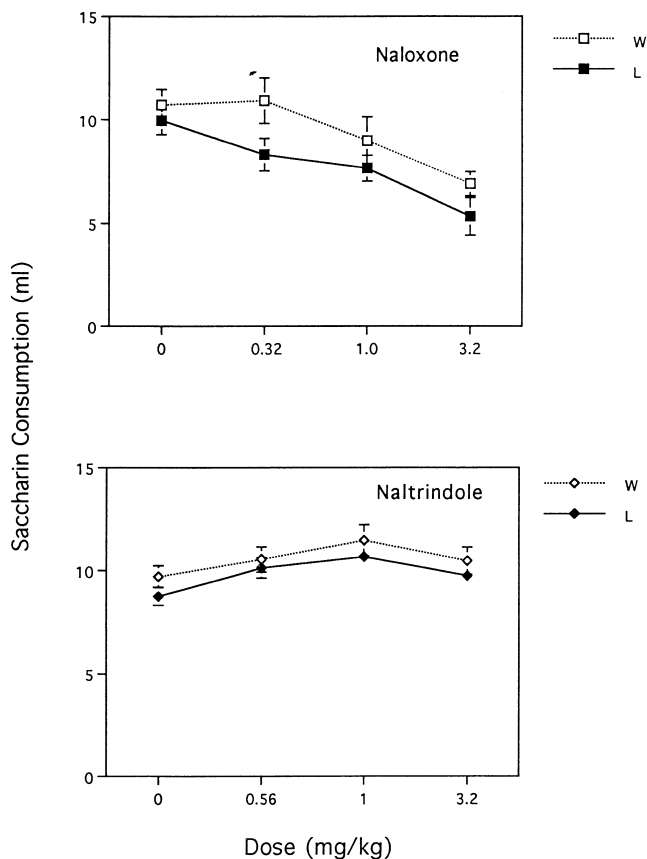 15
Naloxone
W
L
10
5
0
0 0.32 1.0 3.2
Saccharin Consumption (ml)
15
Naltrindole
W
L
10
5
0
0 0.56 1 3.2
Dose (mg/kg)